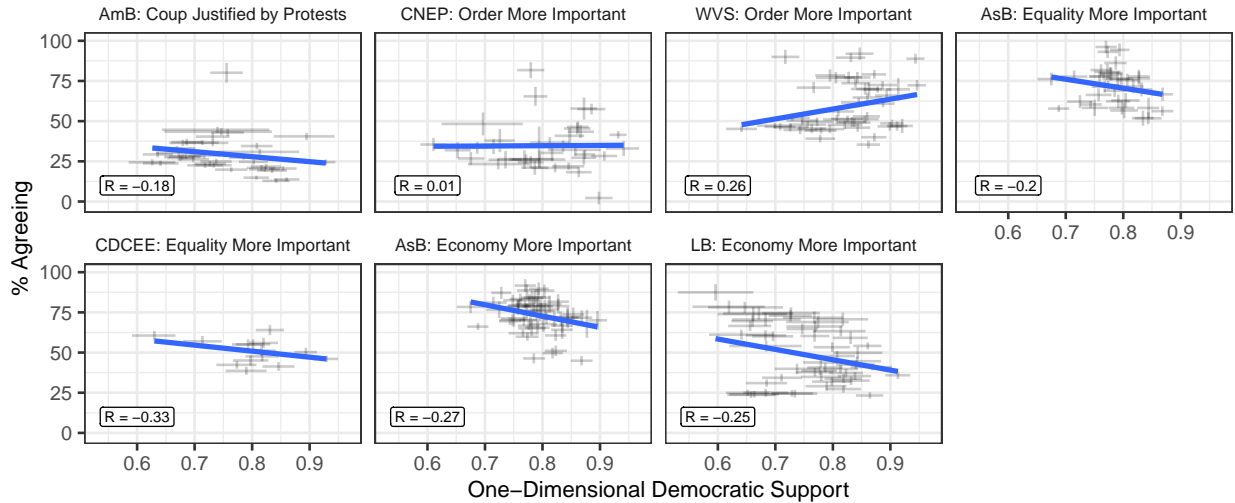 AmB: Coup Justified by Protests
CNEP: Order More Important
WVS: Order More Important
AsB: Equality More Important
% Agreeing
100
75
50
25
0
R = −0.18
R = 0.01
R = 0.26
R = −0.2
0.6 0.7 0.8 0.9
CDCEE: Equality More Important
AsB: Economy More Important
LB: Economy More Important
100
75
50
25
0
R = −0.33
R = −0.27
R = −0.25
0.6 0.7 0.8 0.9
0.6 0.7 0.8 0.9
0.6 0.7 0.8 0.9
One−Dimensional Democratic Support